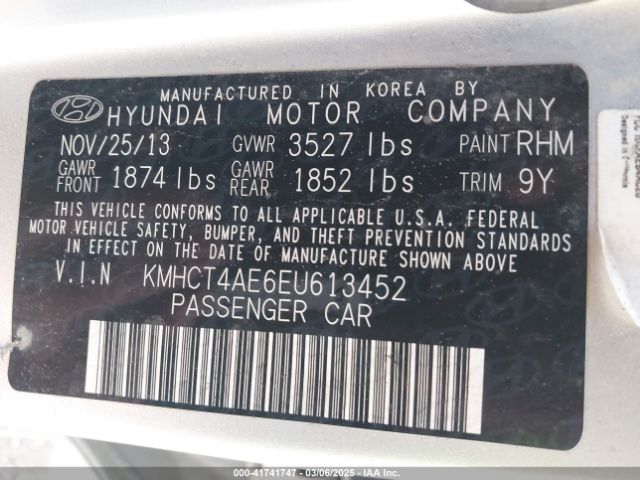 MANUFACTURED IN KOREA BY
HYUNDAI MOTOR COMPANY
NOV/25/13 GVWR 3527 lbs PAINT RHM
GAWR FRONT 1874 lbs GAWR REAR 1852 lbs TRIM 9Y
THIS VEHICLE CONFORMS TO ALL APPLICABLE U.S.A. FEDERAL
MOTOR VEHICLE SAFETY, BUMPER, AND THEFT PREVENTION STANDARDS
IN EFFECT ON THE DATE OF MANUFACTURE SHOWN ABOVE
V.I.N KMHCT4AE6EU613452
PASSENGER CAR
00-41741747 - 03/06/2025 - IAA Inc.